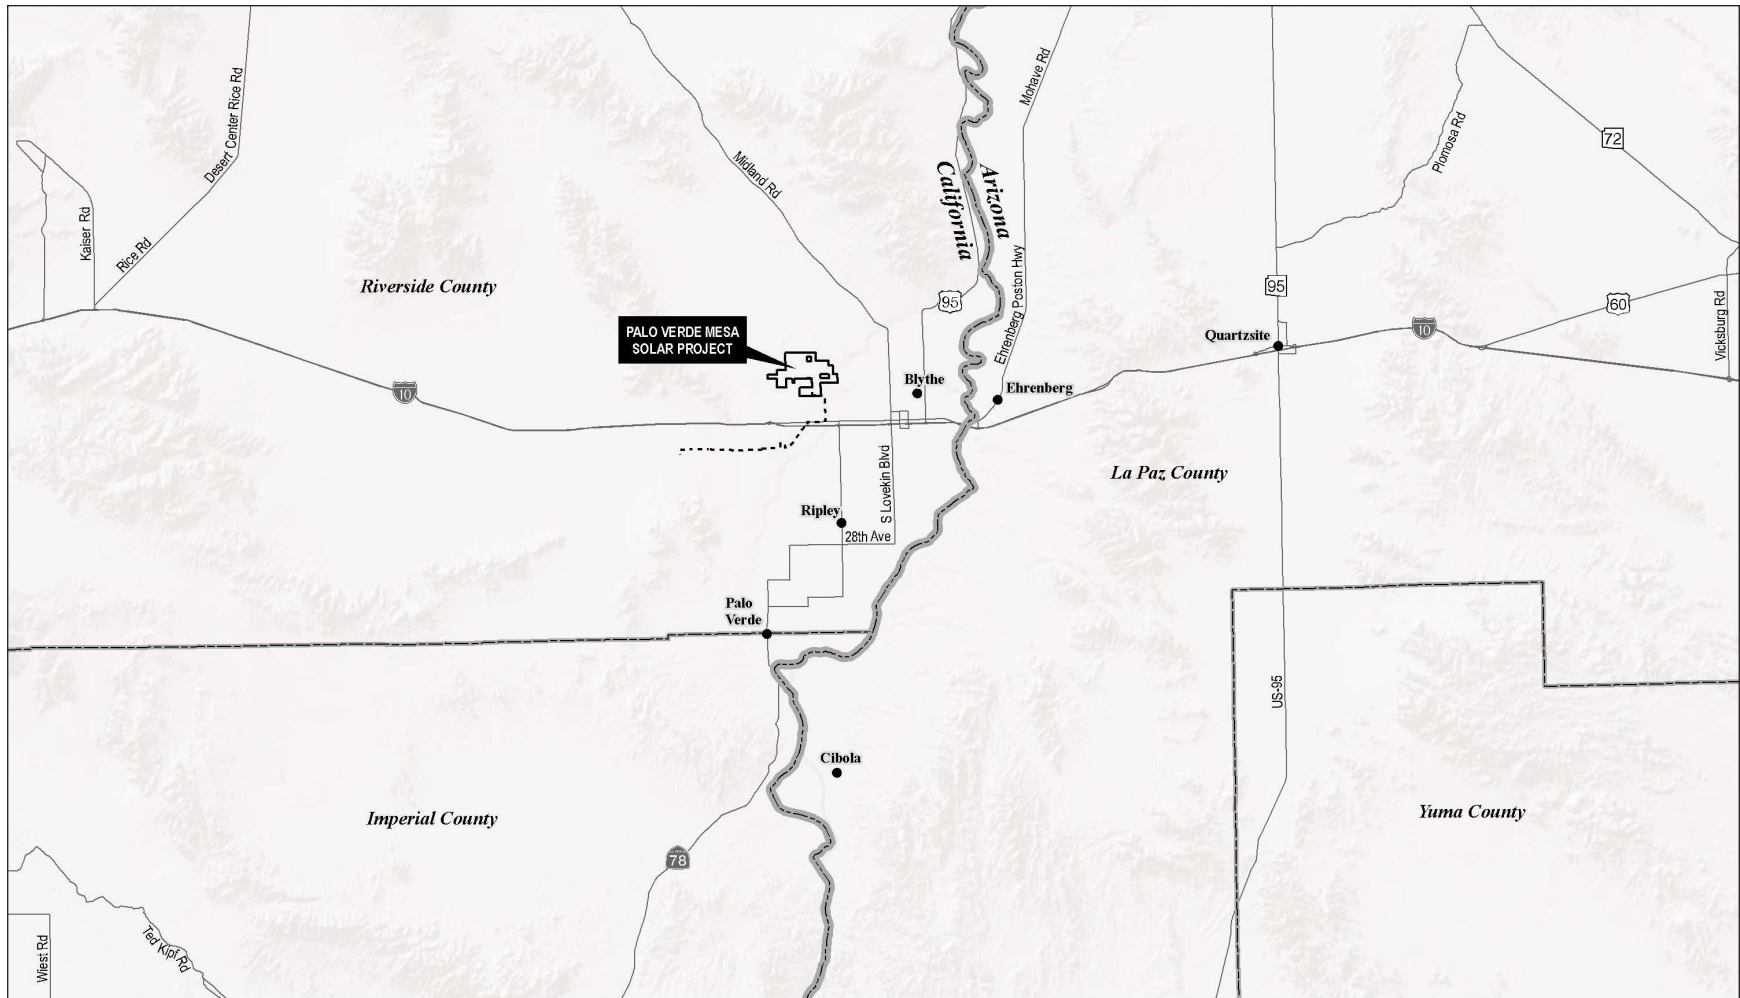 Desert Center Rice Rd
Mohave Rd
72
Plomosa Rd
Midland Rd
Arizona
California
Kaiser Rd
Rice Rd
Riverside County
95
Ehrenberg Poston Hwy
95
60
Vicksburg Rd
PALO VERDE MESA
SOLAR PROJECT
Quartzsite
10
10
Blythe
Ehrenberg
La Paz County
S Lovekin Blvd
Ripley
28th Ave
Palo
Verde
US-95
Cibola
Imperial County
Yuma County
78
Wiest Rd
Ted Kipf Rd